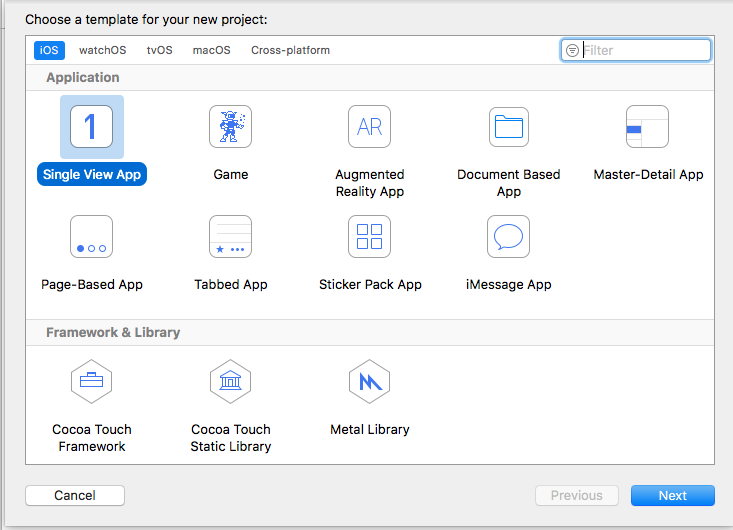 Choose a template for your new project:
iOS watchOS tvOS macOS Cross-platform Filter
Application
1 AR
Single View App Game Augmented Reality App Document Based App Master-Detail App
Page-Based App Tabbed App Sticker Pack App iMessage App
Framework & Library
Cocoa Touch Framework Cocoa Touch Static Library Metal Library
Cancel Previous Next